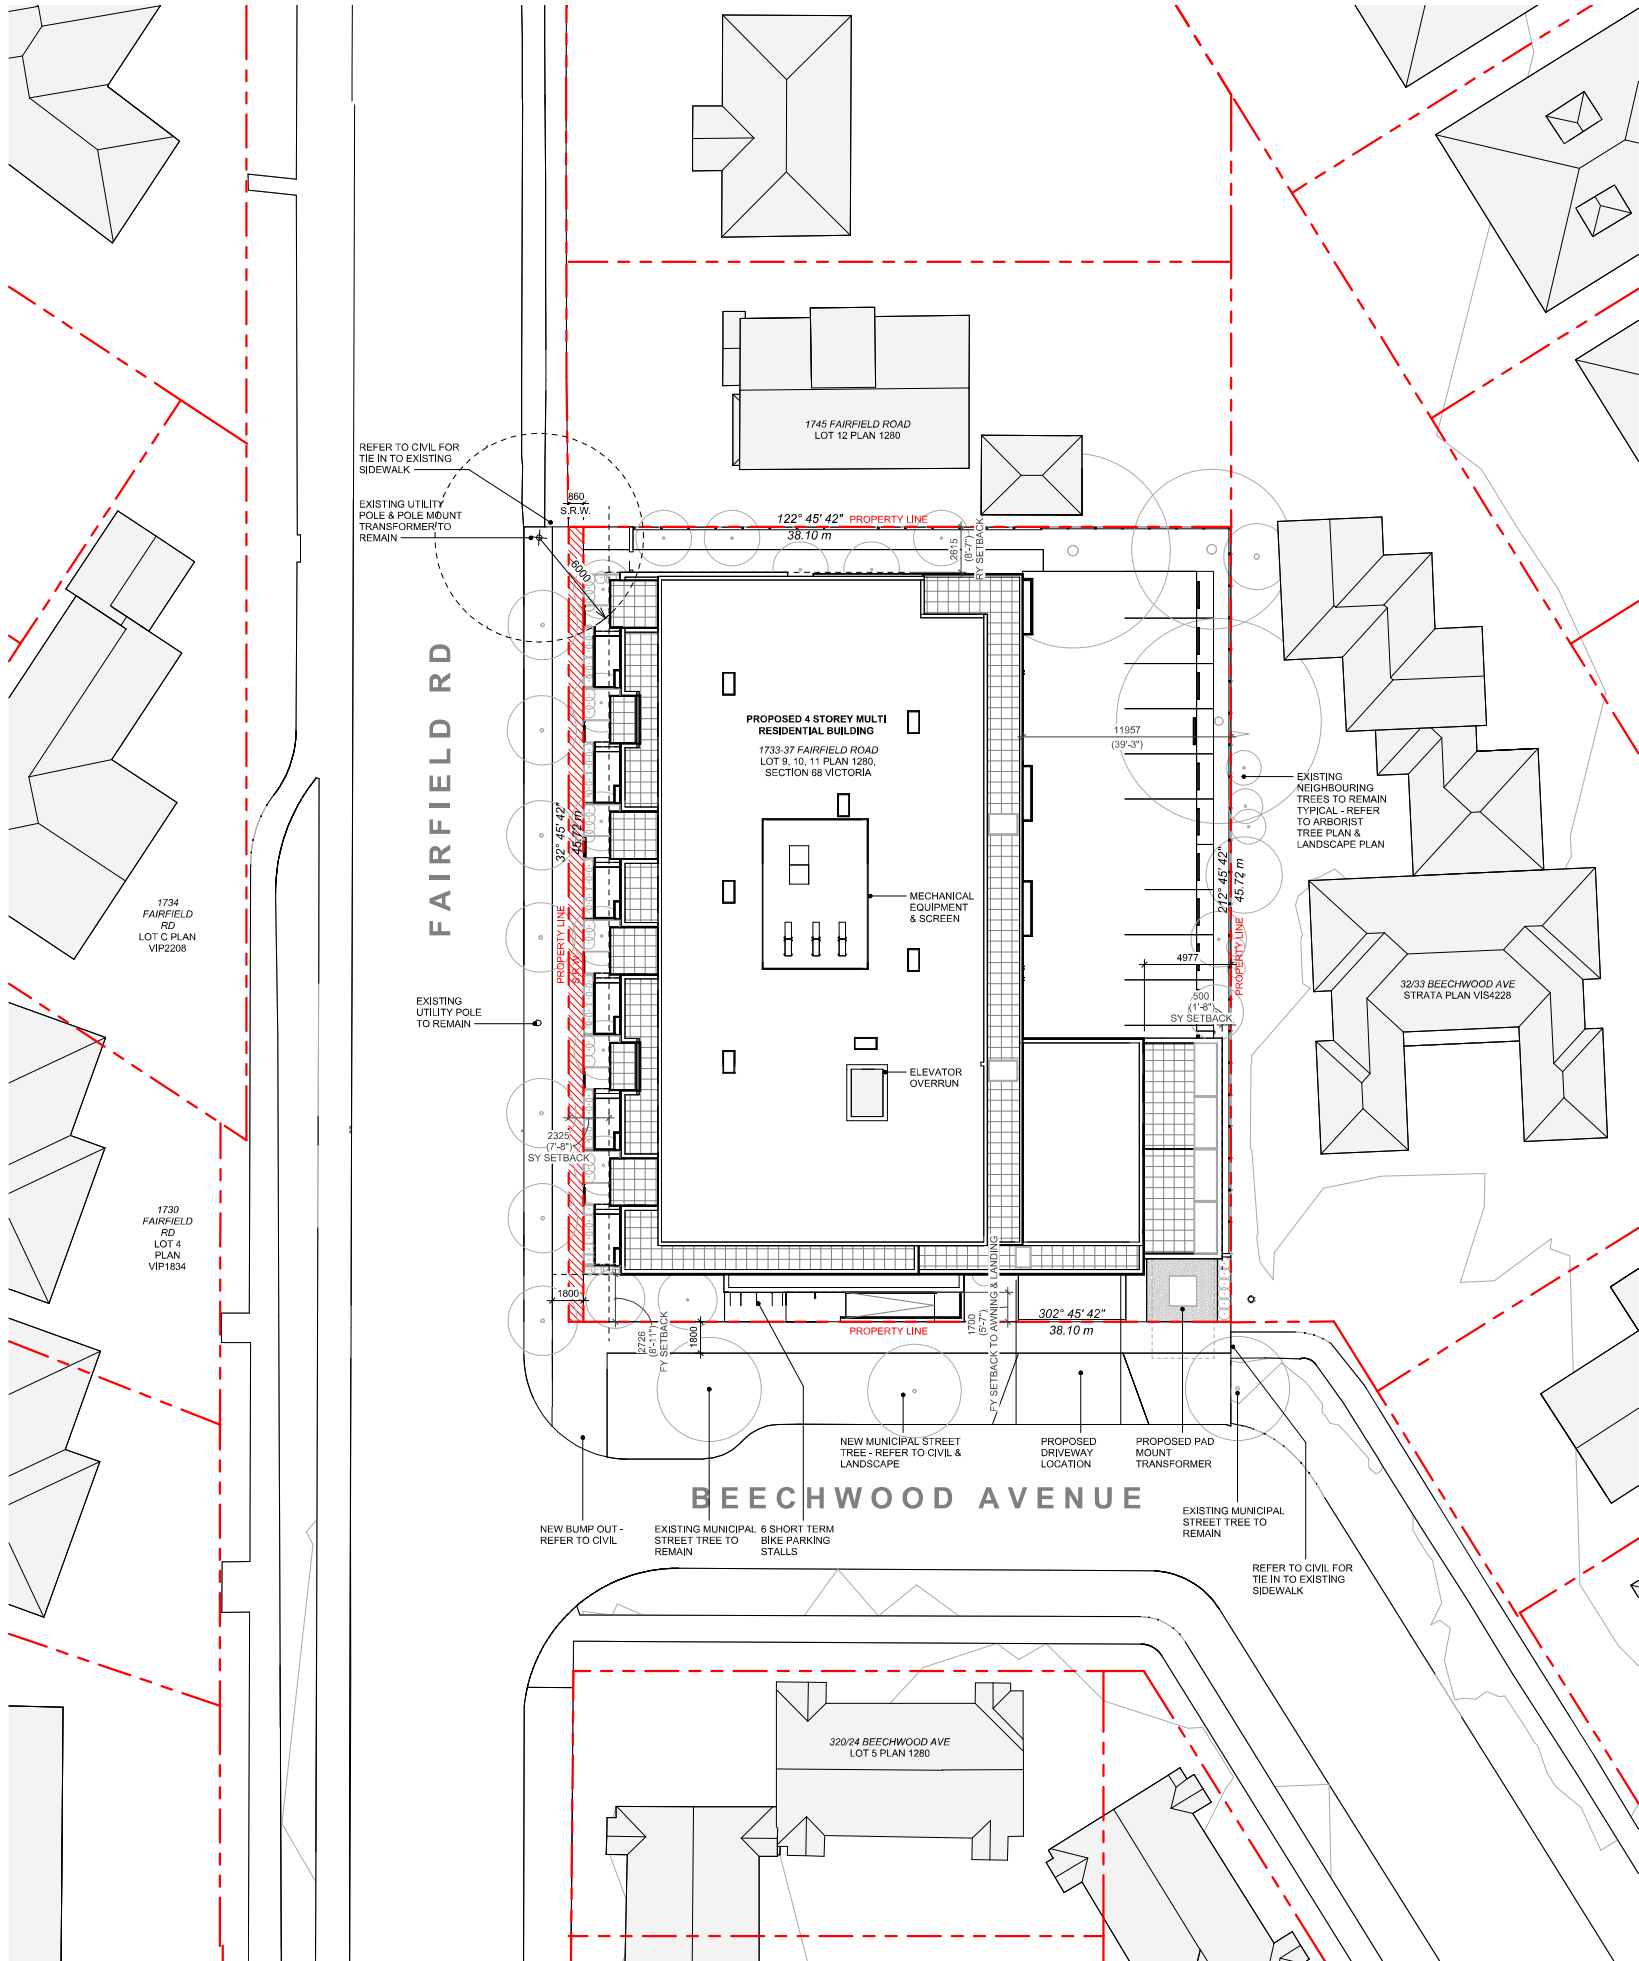 1745 FAIRFIELD ROAD
LOT 12 PLAN 1280
REFER TO CIVIL FOR
TIE IN TO EXISTING
SIDEWALK
EXISTING UTILITY
POLE & POLE MOUNT
TRANSFORMER TO
REMAIN
860
S.R.W.
122° 45' 42" PROPERTY LINE
38.10 m
2615
(8'-7")
RY SETBACK
6000
FAIRFIELD RD
PROPOSED 4 STOREY MULTI
RESIDENTIAL BUILDING
1733-37 FAIRFIELD ROAD
LOT 9, 10, 11 PLAN 1280,
SECTION 68 VICTORIA
11957
(39'-3")
EXISTING
NEIGHBOURING
TREES TO REMAIN
TYPICAL - REFER
TO ARBORIST
TREE PLAN &
LANDSCAPE PLAN
32° 45' 42"
45.72 m
PROPERTY LINE
S.R.W.
212° 45' 42"
45.72 m
PROPERTY LINE
1734
FAIRFIELD
RD
LOT C PLAN
VIP2208
MECHANICAL
EQUIPMENT
& SCREEN
4977
500
(1'-8")
SY SETBACK
32/33 BEECHWOOD AVE
STRATA PLAN VIS4228
EXISTING
UTILITY POLE
TO REMAIN
ELEVATOR
OVERRUN
2325
(7'-8")
SY SETBACK
1730
FAIRFIELD
RD
LOT 4
PLAN
VIP1834
1800
2726
(8'-11")
FY SETBACK
1800
PROPERTY LINE
1700
(5'-7")
FY SETBACK TO AWNING & LANDING
302° 45' 42"
38.10 m
NEW MUNICIPAL STREET
TREE - REFER TO CIVIL &
LANDSCAPE
PROPOSED
DRIVEWAY
LOCATION
PROPOSED PAD
MOUNT
TRANSFORMER
BEECHWOOD AVENUE
NEW BUMP OUT -
REFER TO CIVIL
EXISTING MUNICIPAL
STREET TREE TO
REMAIN
6 SHORT TERM
BIKE PARKING
STALLS
EXISTING MUNICIPAL
STREET TREE TO
REMAIN
REFER TO CIVIL FOR
TIE IN TO EXISTING
SIDEWALK
320/24 BEECHWOOD AVE
LOT 5 PLAN 1280